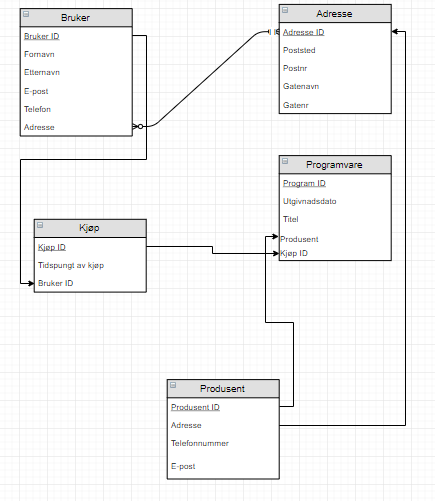 Bruker
Bruker ID
Fornavn
Etternavn
E-post
Telefon
Adresse
Adresse
Adresse ID
Poststed
Postnr
Gatenavn
Gatenr
Programvare
Program ID
Utgivnadsdato
Titel
Produsent
Kjøp ID
Kjøp
Kjøp ID
Tidspungt av kjøp
Bruker ID
Produsent
Produsent ID
Adresse
Telefonnummer
E-post